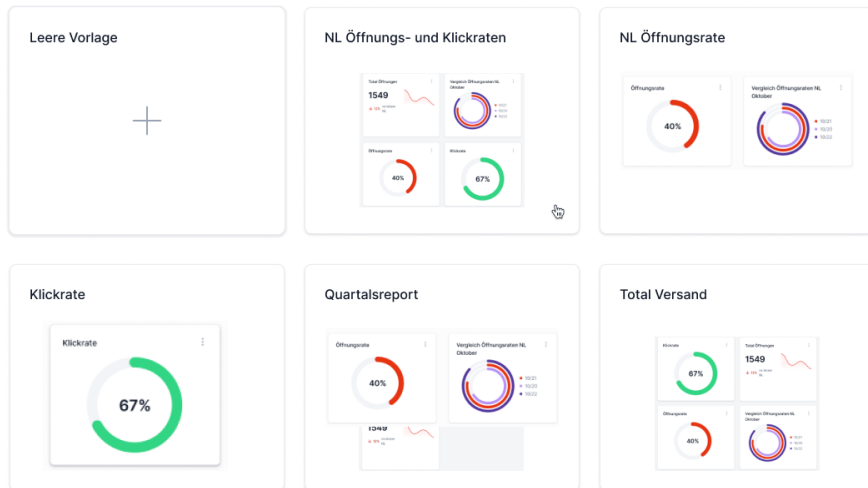 Leere Vorlage
NL Öffnungs- und Klickraten
Total Öffnungen
1549
Vergleich Öffnungsraten NL
Oktober
Öffnungsrate
40%
Klickrate
67%
NL Öffnungsrate
Öffnungsrate
40%
Vergleich Öffnungsraten NL
Oktober
10/21
10/20
10/22
Klickrate
Klickrate
67%
Quartalsreport
Öffnungsrate
40%
Vergleich Öffnungsraten NL
Oktober
10/21
10/20
10/22
1549
Total Versand
Klickrate
67%
Total Öffnungen
1549
Öffnungsrate
40%
Vergleich Öffnungsraten NL
Oktober